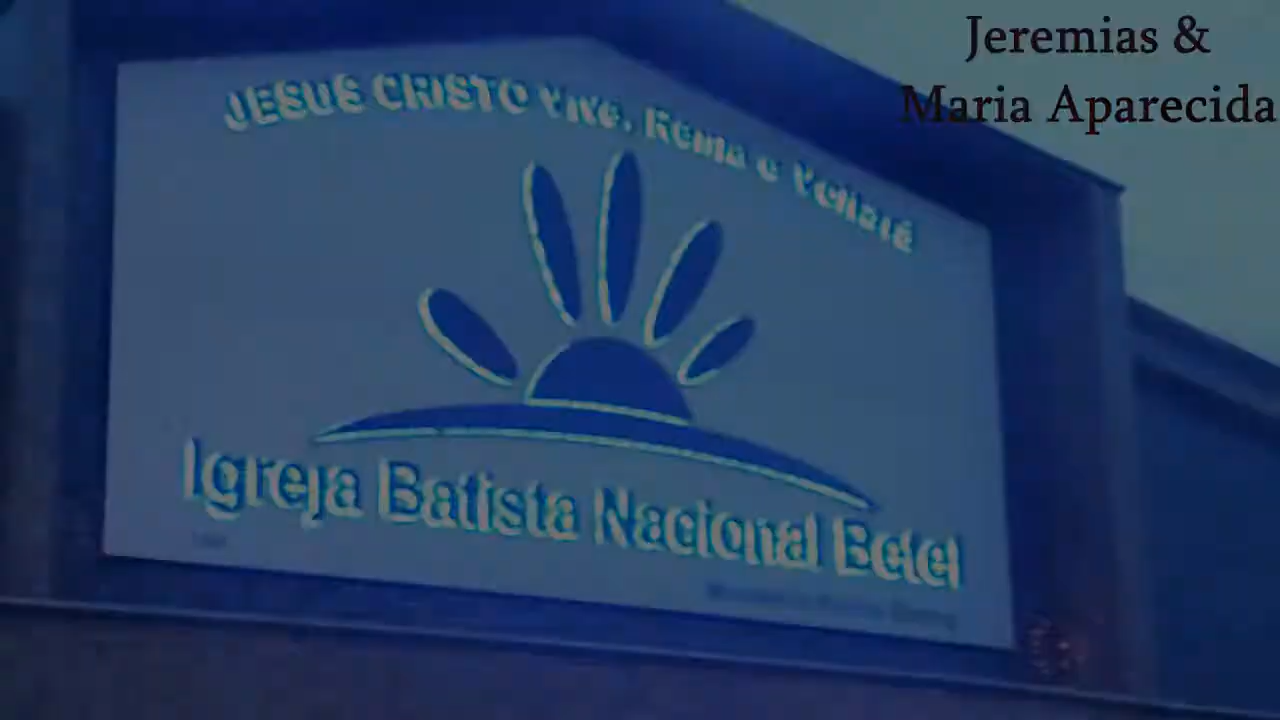 Jeremias &
Maria Aparecida
JESUS CRISTO Vive, Reina e Voltará
Igreja Batista Nacional Betel